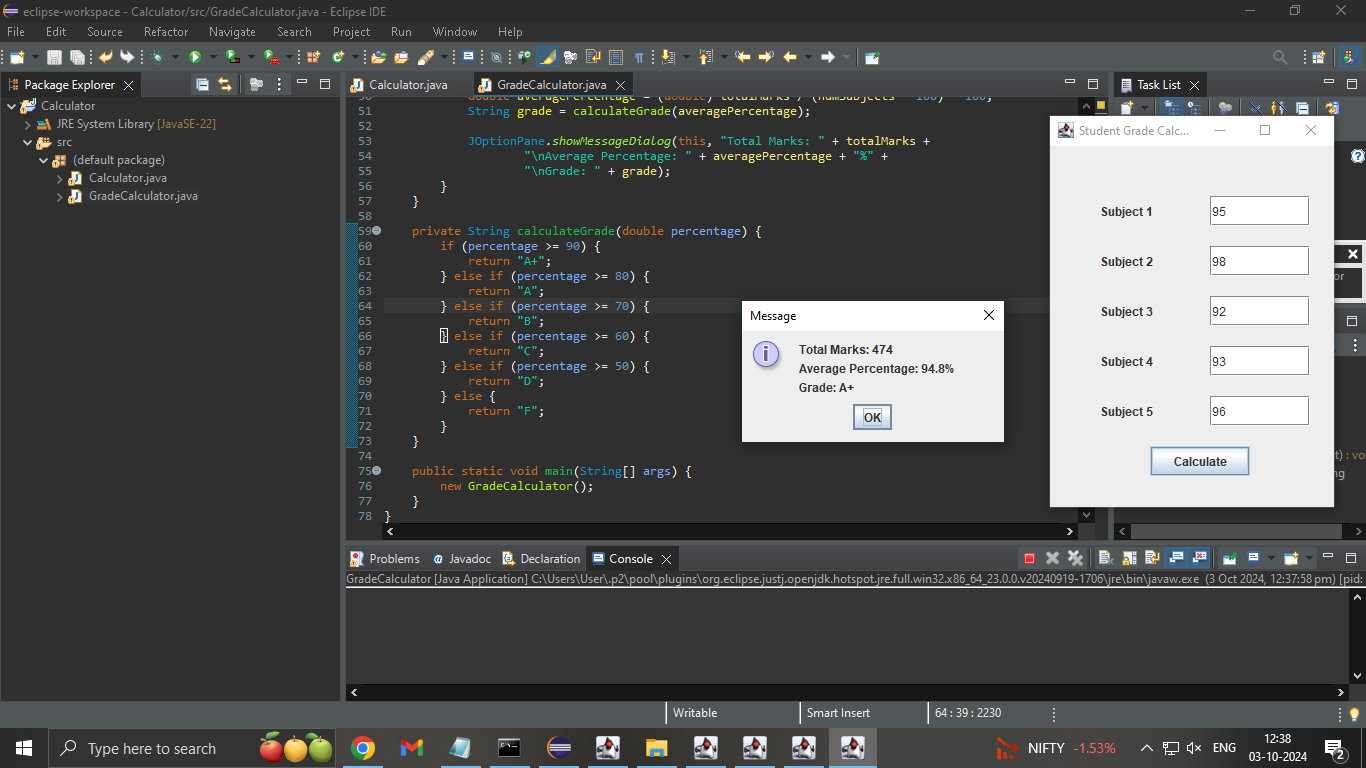 eclipse-workspace - Calculator/src/GradeCalculator.java - Eclipse IDE
File Edit Source Refactor Navigate Search Project Run Window Help
Package Explorer
Calculator
JRE System Library [JavaSE-22]
src
(default package)
Calculator.java
GradeCalculator.java
Calculator.java GradeCalculator.java
51 String grade = calculateGrade(averagePercentage);
52
53 JOptionPane.showMessageDialog(this, "Total Marks: " + totalMarks +
54 "\nAverage Percentage: " + averagePercentage + "%" +
55 "\nGrade: " + grade);
56 }
57 }
58
59 private String calculateGrade(double percentage) {
60 if (percentage >= 90) {
61 return "A+";
62 } else if (percentage >= 80) {
63 return "A";
64 } else if (percentage >= 70) {
65 return "B";
66 } else if (percentage >= 60) {
67 return "C";
68 } else if (percentage >= 50) {
69 return "D";
70 } else {
71 return "F";
72 }
73 }
74
75 public static void main(String[] args) {
76 new GradeCalculator();
77 }
78 }
Message
Total Marks: 474
Average Percentage: 94.8%
Grade: A+
OK
Task List
Student Grade Calc...
Subject 1 95
Subject 2 98
Subject 3 92
Subject 4 93
Subject 5 96
Calculate
Problems Javadoc Declaration Console
GradeCalculator [Java Application] C:\Users\User\.p2\pool\plugins\org.eclipse.justj.openjdk.hotspot.jre.full.win32.x86_64_23.0.0.v20240919-1706\jre\bin\javaw.exe (3 Oct 2024, 12:37:58 pm) [pid:
Writable Smart Insert 64 : 39 : 2230
Type here to search
NIFTY -1.53%
ENG
12:38
03-10-2024
2